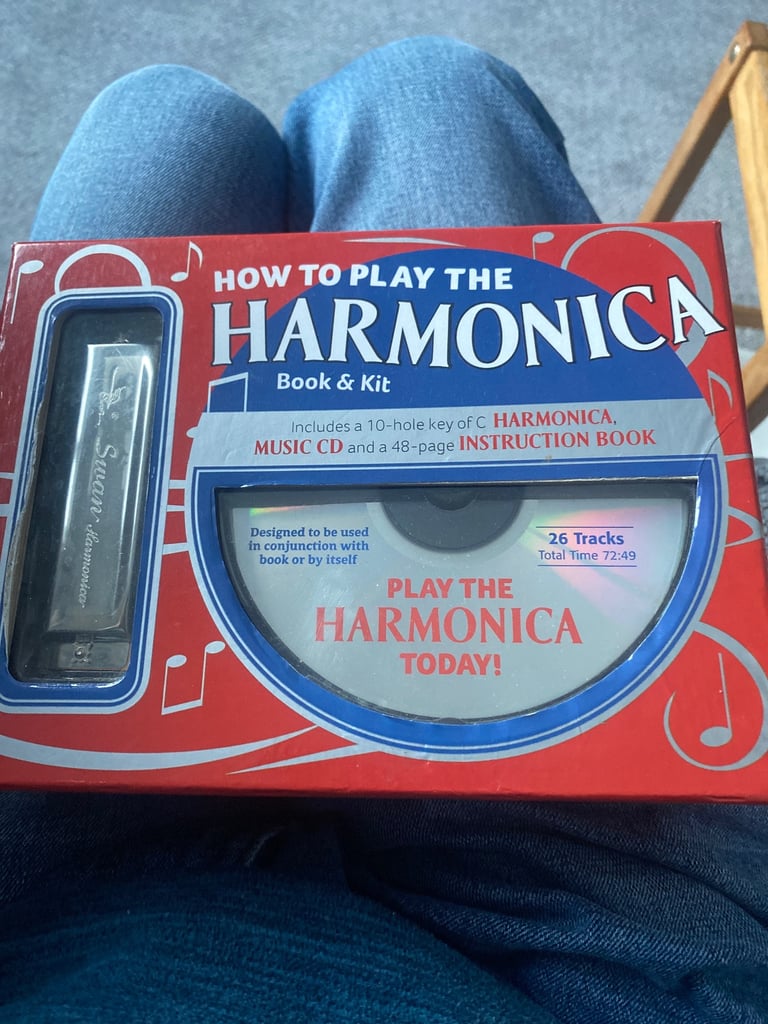 HOW TO PLAY THE
HARMONICA
Book & Kit
Includes a 10-hole key of C HARMONICA,
MUSIC CD and a 48-page INSTRUCTION BOOK
Swan Harmonica
Designed to be used
in conjunction with
book or by itself
26 Tracks
Total Time 72:49
PLAY THE
HARMONICA
TODAY!